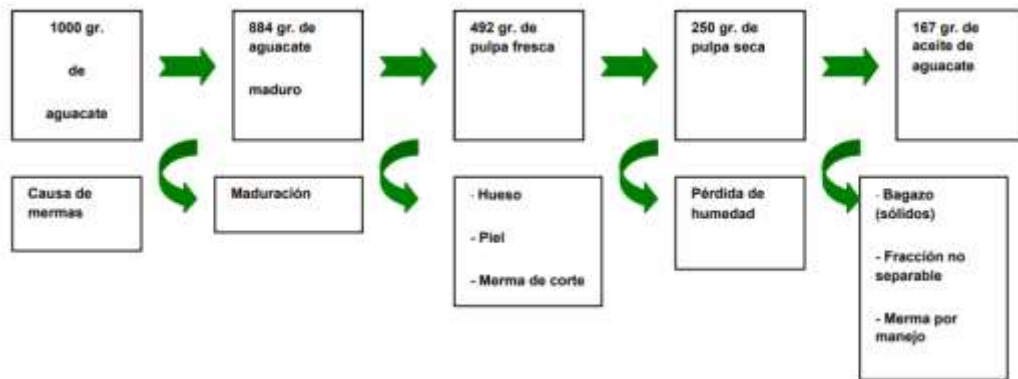 1000 gr.
de
aguacate
884 gr. de
aguacate
maduro
492 gr. de
pulpa fresca
250 gr. de
pulpa seca
167 gr. de
aceite de
aguacate
Causa de
mermas
Maduración
- Hueso
- Piel
- Merma de corte
Pérdida de
humedad
- Bagazo
(sólidos)
- Fracción no
separable
- Merma por
manejo